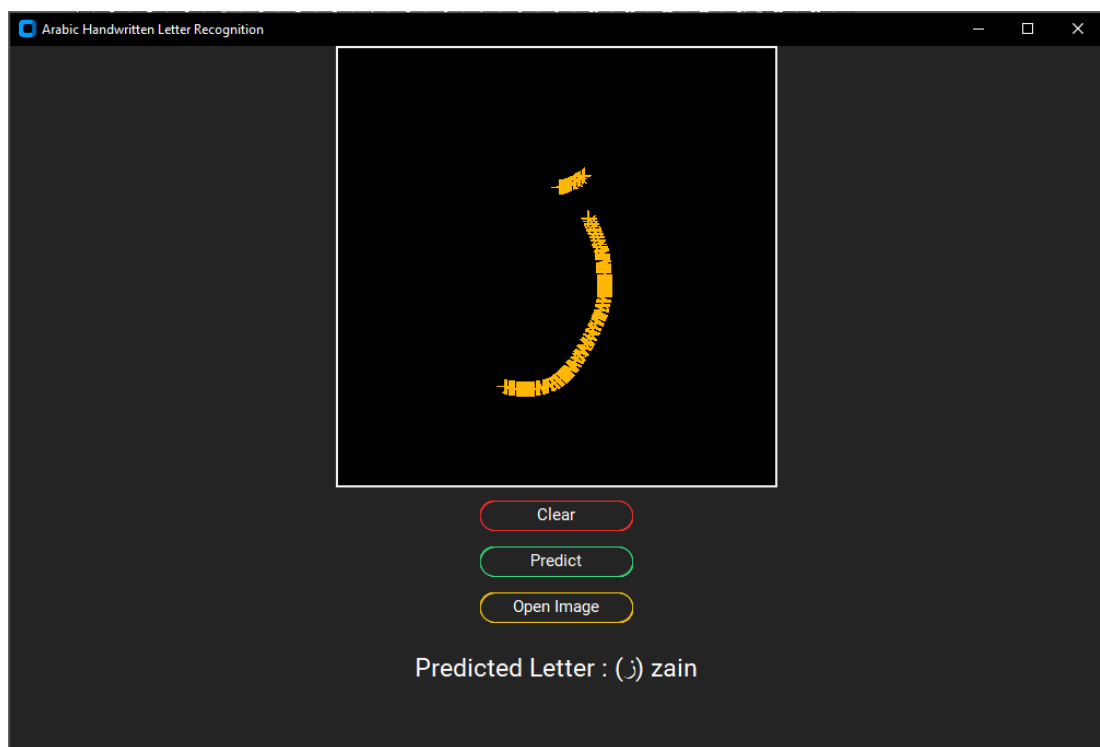 Arabic Handwritten Letter Recognition
ز
Clear
Predict
Open Image
Predicted Letter : (ز) zain